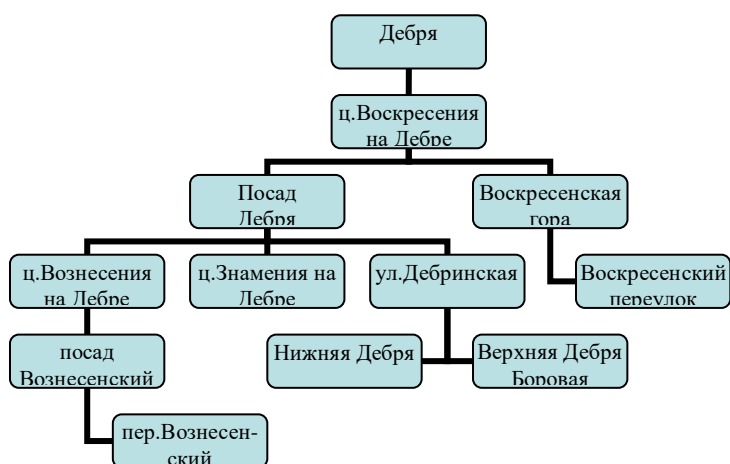 Дебря
ц.Воскресения
на Дебре
Посад
Дебря
Воскресенская
гора
ц.Вознесения
на Дебре
ц.Знамения на
Дебре
ул.Дебринская
Воскресенский
переулок
посад
Вознесенский
Нижняя Дебря
Верхняя Дебря
Боровая
пер.Вознесен-
ский